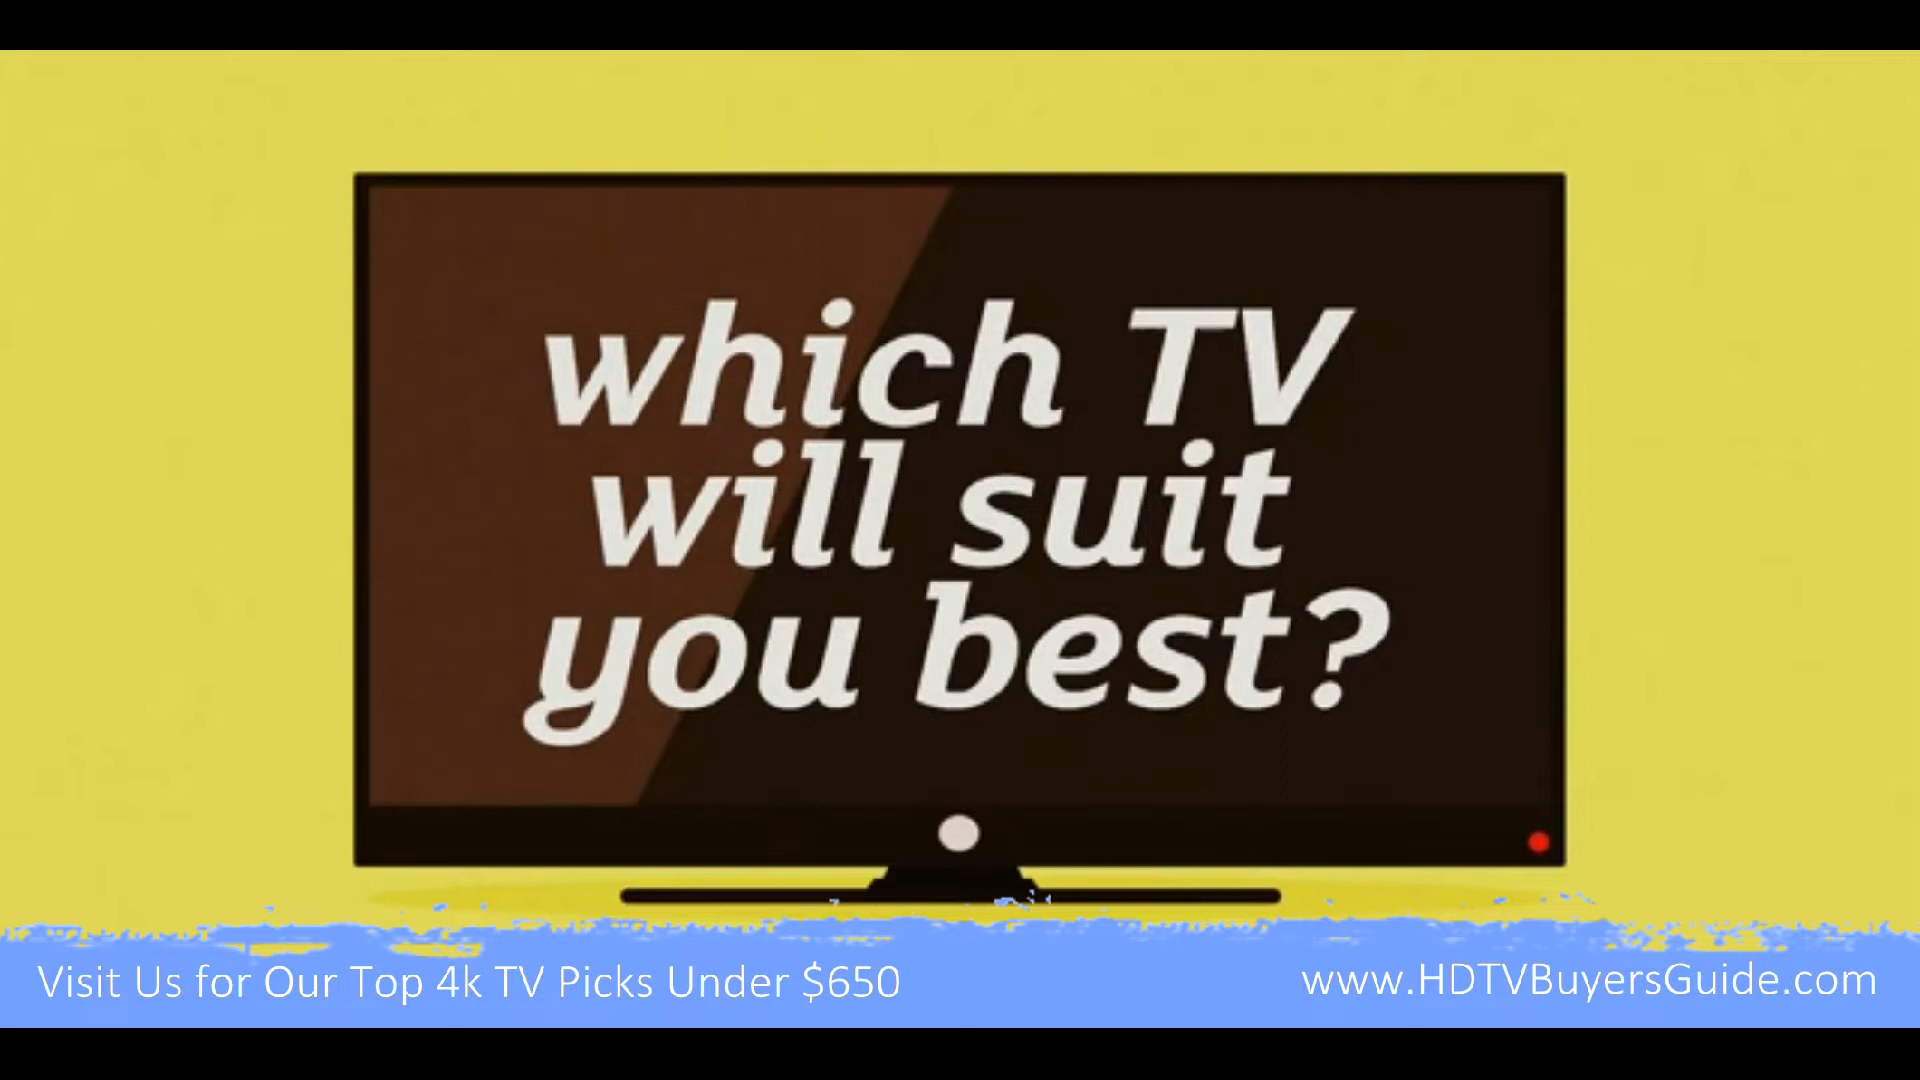 which TV
will suit
you best?
Visit Us for Our Top 4k TV Picks Under $650
www.HDTVBuyersGuide.com